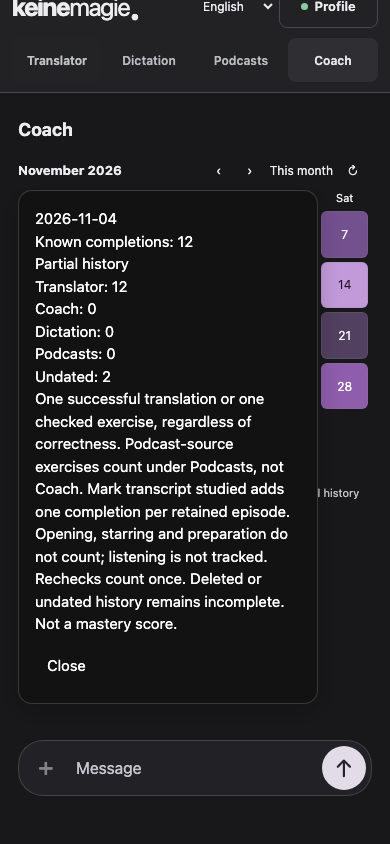 keinemagie.
English
Profile
Translator
Dictation
Podcasts
Coach
Coach
November 2026
‹
›
This month
↻
Sat
7
14
21
28
2026-11-04
Known completions: 12
Partial history
Translator: 12
Coach: 0
Dictation: 0
Podcasts: 0
Undated: 2
One successful translation or one
checked exercise, regardless of
correctness. Podcast-source
exercises count under Podcasts, not
Coach. Mark transcript studied adds
one completion per retained episode.
Opening, starring and preparation do
not count; listening is not tracked.
Rechecks count once. Deleted or
undated history remains incomplete.
Not a mastery score.
Close
history
Message